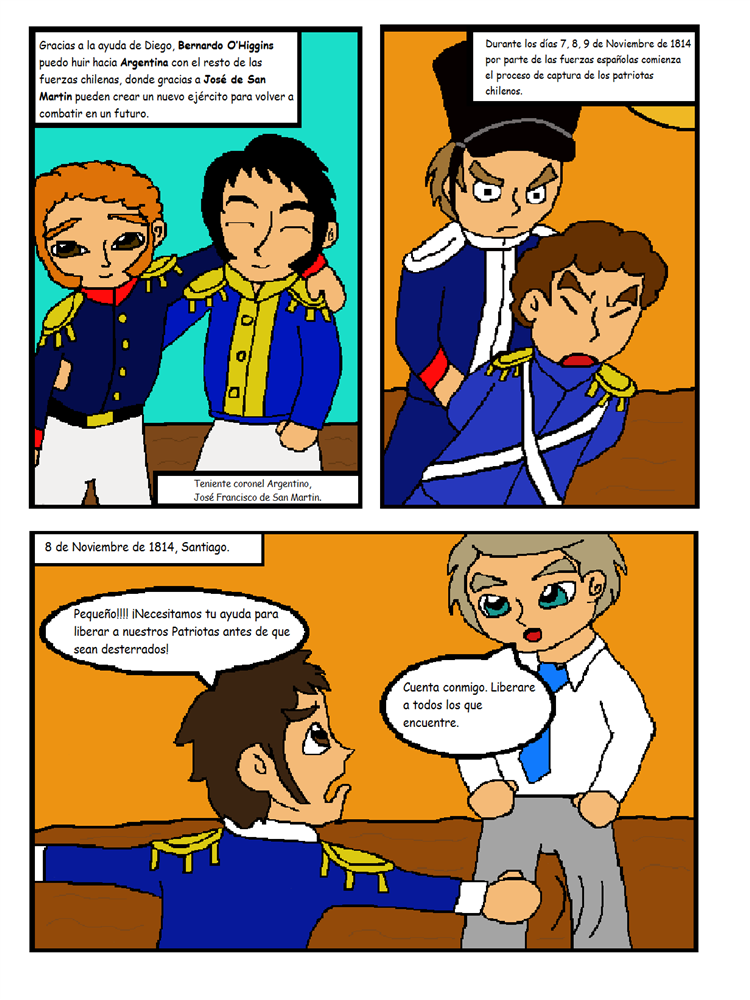 Gracias a la ayuda de Diego, Bernardo O'Higgins
puedo huir hacia Argentina con el resto de las
fuerzas chilenas, donde gracias a José de San
Martin pueden crear un nuevo ejército para volver a
combatir en un futuro.
Teniente coronel Argentino,
José Francisco de San Martin.
Durante los días 7, 8, 9 de Noviembre de 1814
por parte de las fuerzas españolas comienza
el proceso de captura de los patriotas
chilenos.
8 de Noviembre de 1814, Santiago.
Pequeño!!!! ¡Necesitamos tu ayuda para
liberar a nuestros Patriotas antes de que
sean desterrados!
Cuenta conmigo. Liberare
a todos los que
encuentre.